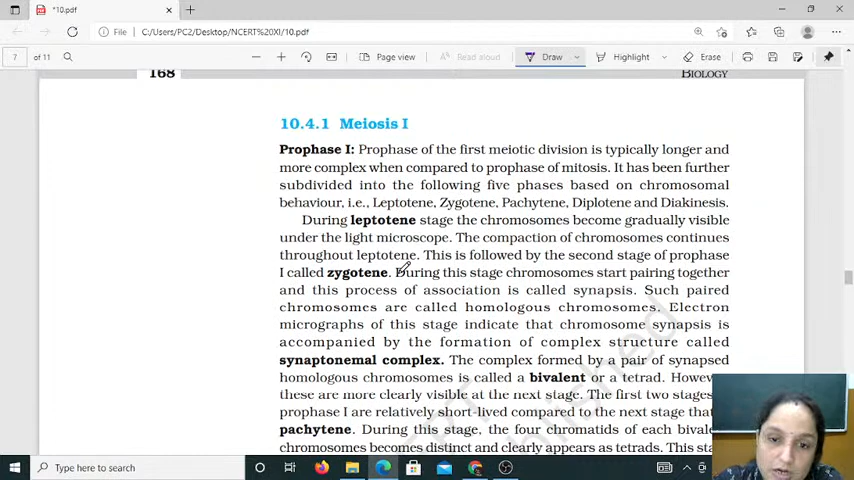 *10.pdf
File
C:/Users/PC2/Desktop/NCERT XI/10.pdf
7 of 11
Page view
Read aloud
Draw
Highlight
Erase
168
BIOLOGY
10.4.1 Meiosis I
Prophase I: Prophase of the first meiotic division is typically longer and
more complex when compared to prophase of mitosis. It has been further
subdivided into the following five phases based on chromosomal
behaviour, i.e., Leptotene, Zygotene, Pachytene, Diplotene and Diakinesis.
During leptotene stage the chromosomes become gradually visible
under the light microscope. The compaction of chromosomes continues
throughout leptotene. This is followed by the second stage of prophase
I called zygotene. During this stage chromosomes start pairing together
and this process of association is called synapsis. Such paired
chromosomes are called homologous chromosomes. Electron
micrographs of this stage indicate that chromosome synapsis is
accompanied by the formation of complex structure called
synaptonemal complex. The complex formed by a pair of synapsed
homologous chromosomes is called a bivalent or a tetrad. Howev
these are more clearly visible at the next stage. The first two stages
prophase I are relatively short-lived compared to the next stage that
pachytene. During this stage, the four chromatids of each bivale
chromosomes becomes distinct and clearly appears as tetrads. This sta
Type here to search